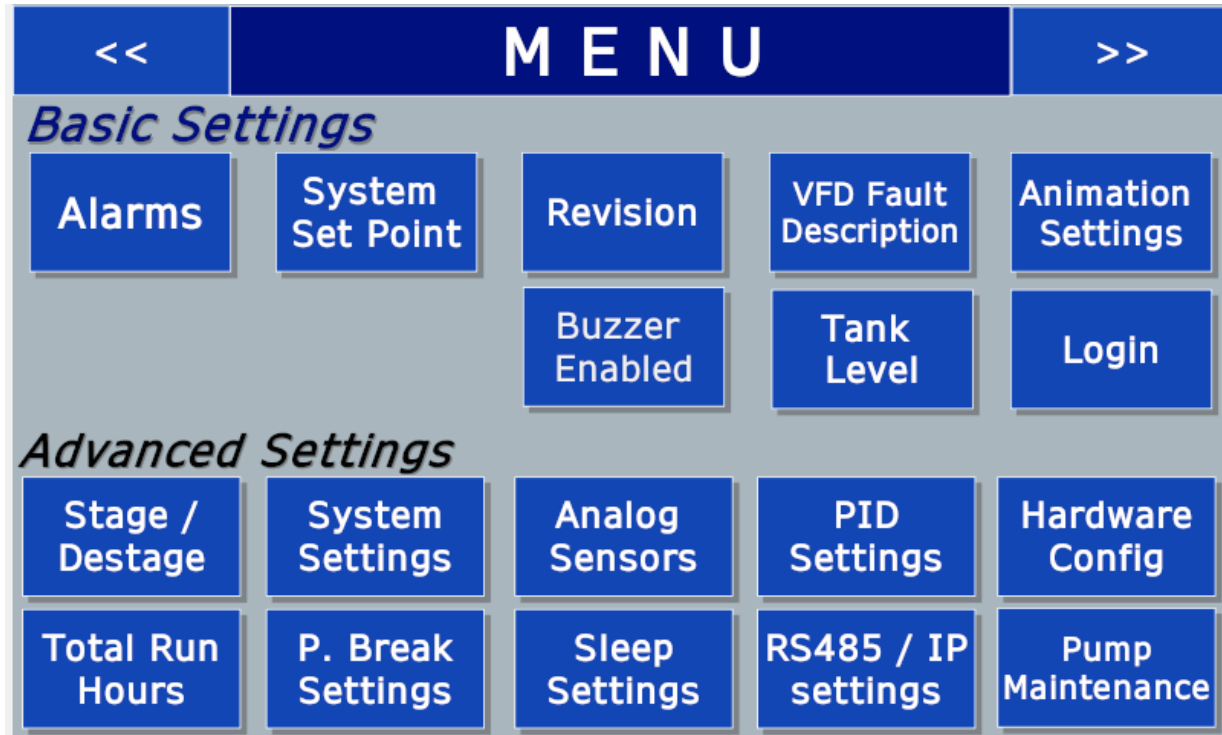 <<
M E N U
>>
Basic Settings
Alarms
System
Set Point
Revision
VFD Fault
Description
Animation
Settings
Buzzer
Enabled
Tank
Level
Login
Advanced Settings
Stage /
Destage
System
Settings
Analog
Sensors
PID
Settings
Hardware
Config
Total Run
Hours
P. Break
Settings
Sleep
Settings
RS485 / IP
settings
Pump
Maintenance